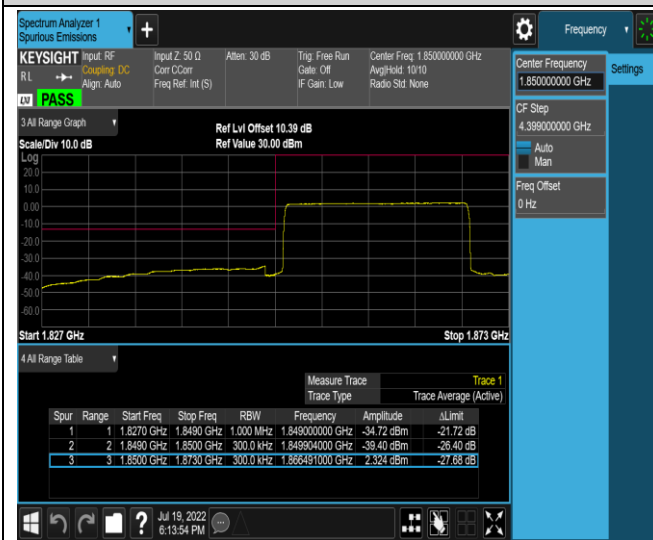 Spectrum Analyzer 1
Spurious Emissions
Frequency
KEYSIGHT Input: RF Input Z: 50 Ω Atten: 30 dB Trig: Free Run Center Freq: 1.850000000 GHz
RL Coupling: DC Corr CCorr Gate: Off Avg|Hold: 10/10
Align: Auto Freq Ref: Int (S) IF Gain: Low Radio Std: None
LXI PASS
Center Frequency
1.850000000 GHz
Settings
CF Step
4.399000000 GHz
Auto
Man
Freq Offset
0 Hz
3 All Range Graph
Ref Lvl Offset 10.39 dB
Scale/Div 10.0 dB Ref Value 30.00 dBm
Log
20.0
10.0
0.00
-10.0
-20.0
-30.0
-40.0
-50.0
-60.0
Start 1.827 GHz Stop 1.873 GHz
4 All Range Table
Measure Trace Trace 1
Trace Type Trace Average (Active)
Spur Range Start Freq Stop Freq RBW Frequency Amplitude ΔLimit
1 1 1.8270 GHz 1.8490 GHz 1.000 MHz 1.849000000 GHz -34.72 dBm -21.72 dB
2 2 1.8490 GHz 1.8500 GHz 300.0 kHz 1.849904000 GHz -39.40 dBm -26.40 dB
3 3 1.8500 GHz 1.8730 GHz 300.0 kHz 1.866491000 GHz 2.324 dBm -27.68 dB
Jul 19, 2022
6:13:54 PM